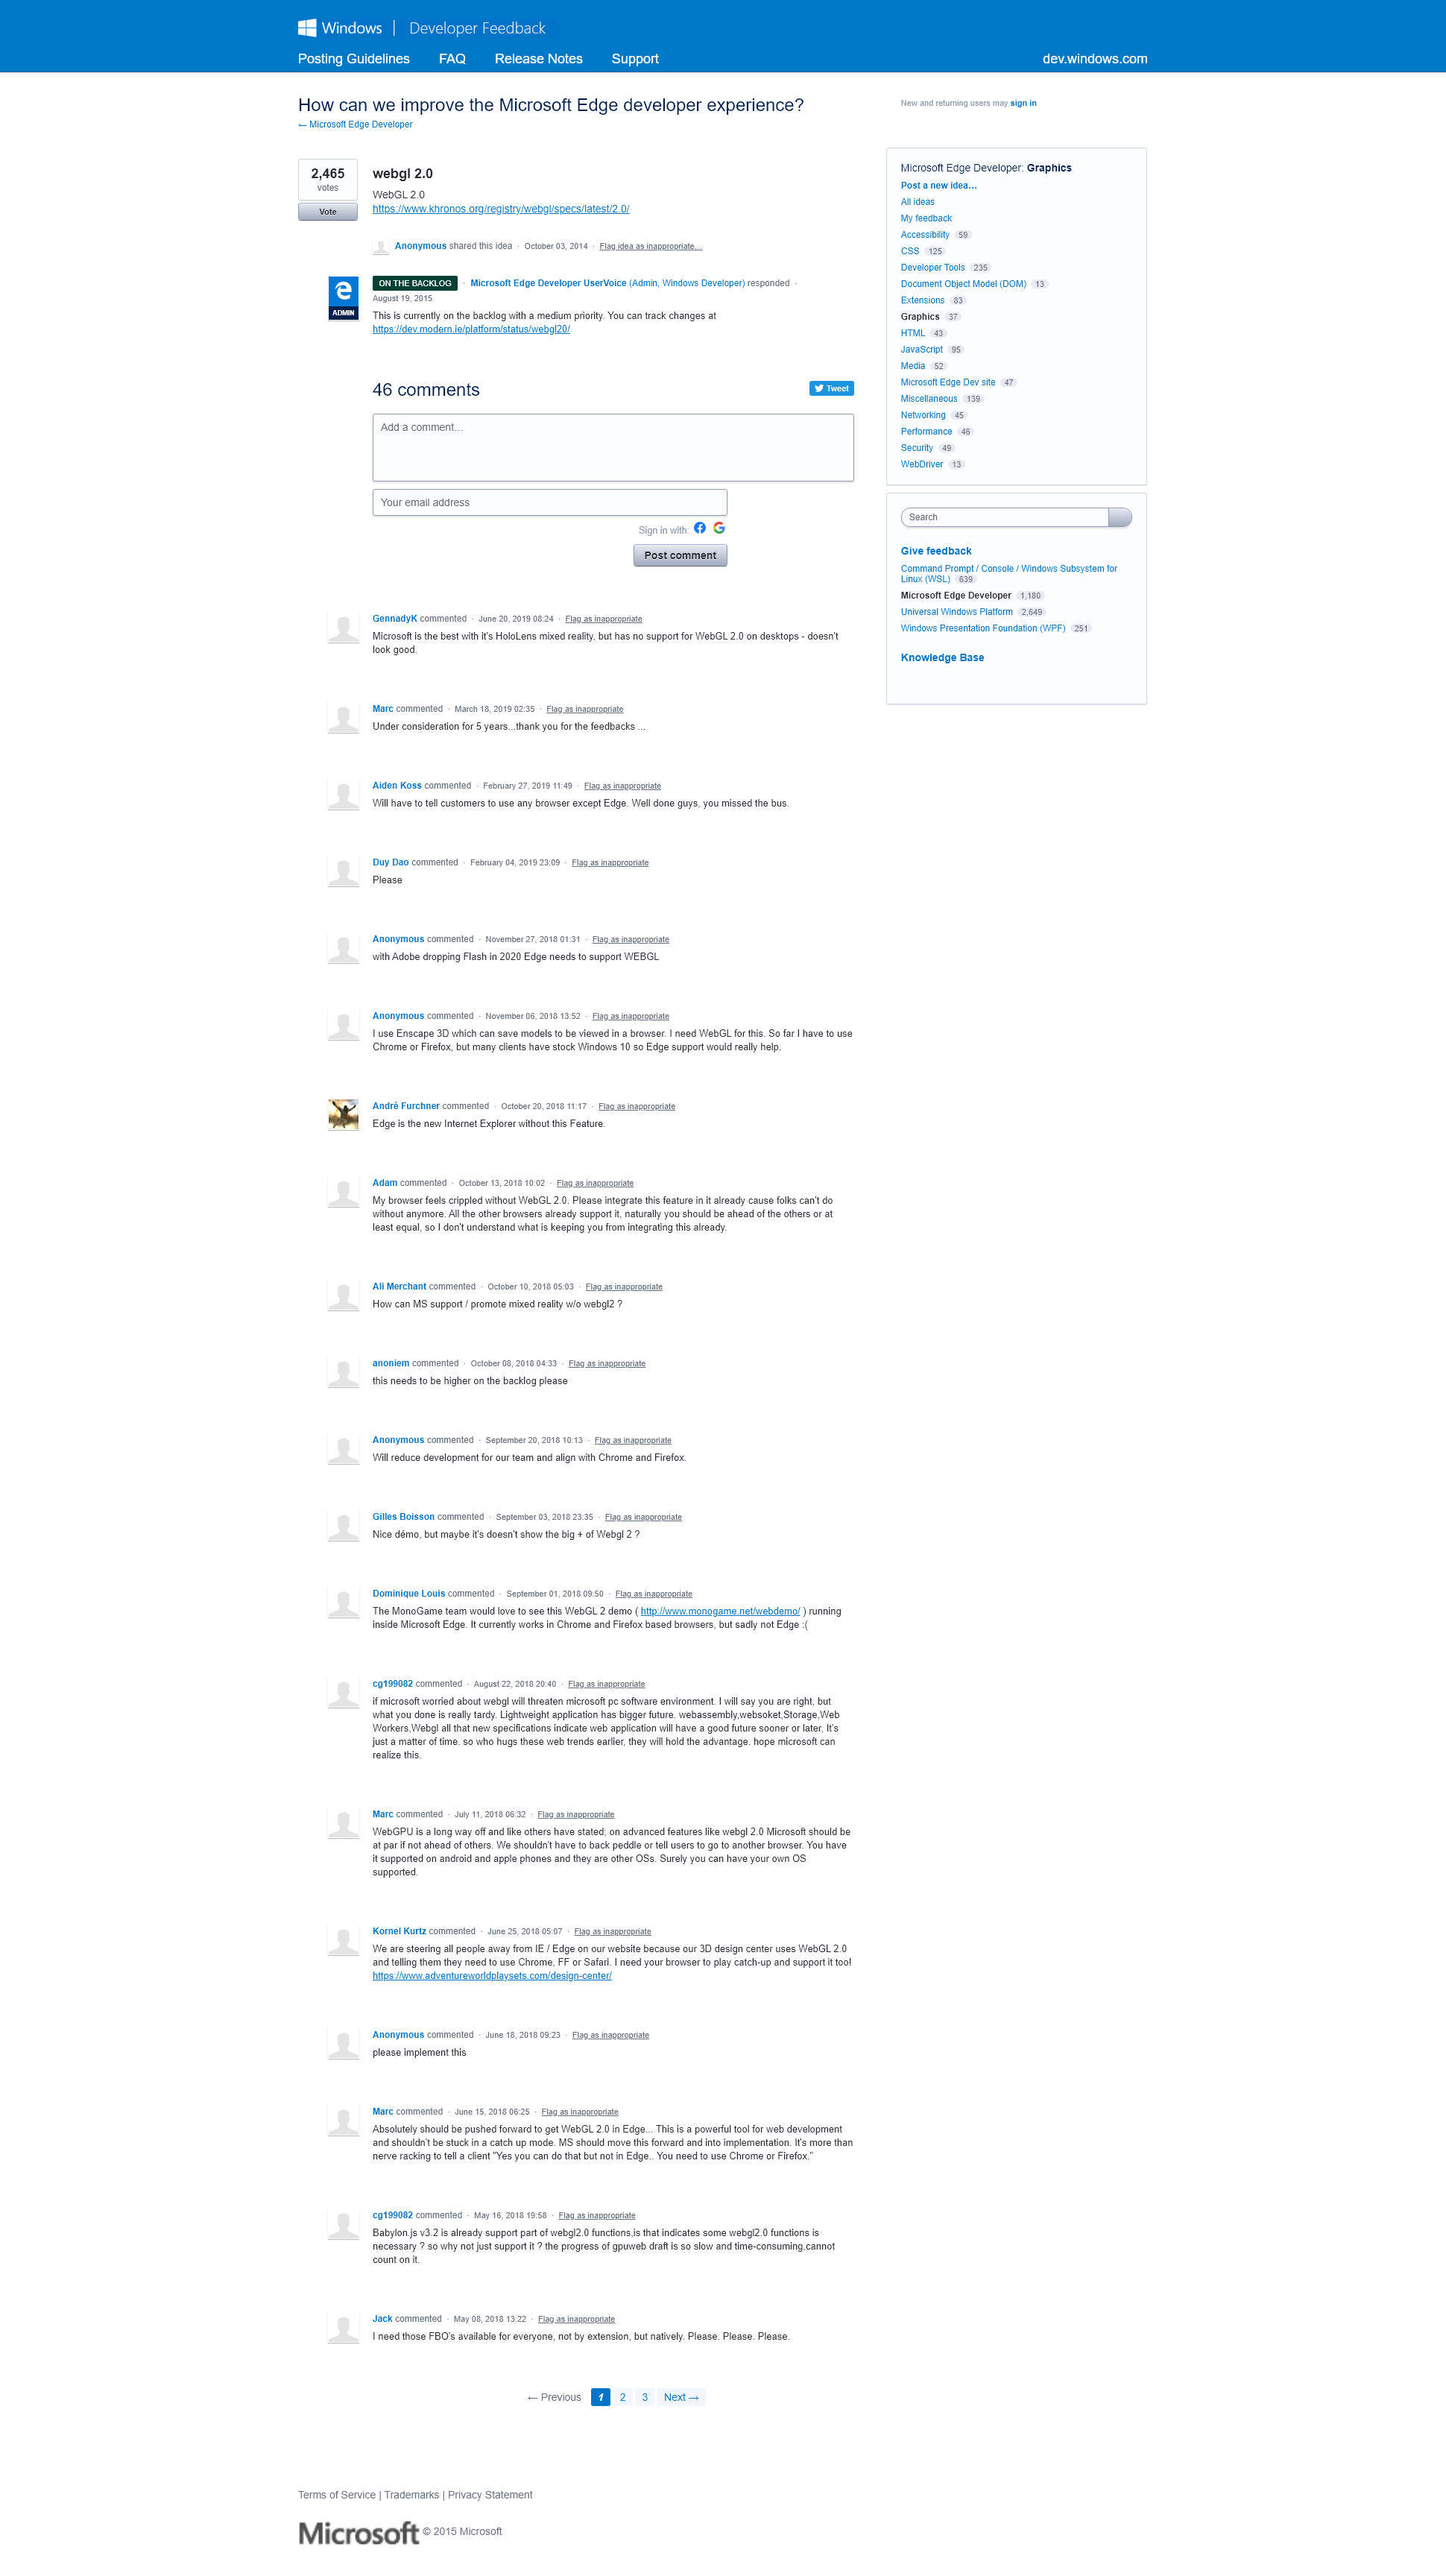 Windows | Developer Feedback
Posting Guidelines FAQ Release Notes Support dev.windows.com
How can we improve the Microsoft Edge developer experience?
← Microsoft Edge Developer
New and returning users may sign in
2,465
votes
Vote
webgl 2.0
WebGL 2.0
https://www.khronos.org/registry/webgl/specs/latest/2.0/
Anonymous shared this idea · October 03, 2014 · Flag idea as inappropriate…
ADMIN
ON THE BACKLOG · Microsoft Edge Developer UserVoice (Admin, Windows Developer) responded ·
August 19, 2015
This is currently on the backlog with a medium priority. You can track changes at
https://dev.modern.ie/platform/status/webgl20/
46 comments
Tweet
Add a comment…
Your email address
Sign in with:
Post comment
GennadyK commented · June 20, 2019 08:24 · Flag as inappropriate
Microsoft is the best with it's HoloLens mixed reality, but has no support for WebGL 2.0 on desktops - doesn't
look good.
Marc commented · March 18, 2019 02:35 · Flag as inappropriate
Under consideration for 5 years...thank you for the feedbacks ...
Aiden Koss commented · February 27, 2019 11:49 · Flag as inappropriate
Will have to tell customers to use any browser except Edge. Well done guys, you missed the bus.
Duy Dao commented · February 04, 2019 23:09 · Flag as inappropriate
Please
Anonymous commented · November 27, 2018 01:31 · Flag as inappropriate
with Adobe dropping Flash in 2020 Edge needs to support WEBGL
Anonymous commented · November 06, 2018 13:52 · Flag as inappropriate
I use Enscape 3D which can save models to be viewed in a browser. I need WebGL for this. So far I have to use
Chrome or Firefox, but many clients have stock Windows 10 so Edge support would really help.
André Furchner commented · October 20, 2018 11:17 · Flag as inappropriate
Edge is the new Internet Explorer without this Feature.
Adam commented · October 13, 2018 10:02 · Flag as inappropriate
My browser feels crippled without WebGL 2.0. Please integrate this feature in it already cause folks can't do
without anymore. All the other browsers already support it, naturally you should be ahead of the others or at
least equal, so I don't understand what is keeping you from integrating this already.
Ali Merchant commented · October 10, 2018 05:03 · Flag as inappropriate
How can MS support / promote mixed reality w/o webgl2 ?
anoniem commented · October 08, 2018 04:33 · Flag as inappropriate
this needs to be higher on the backlog please
Anonymous commented · September 20, 2018 10:13 · Flag as inappropriate
Will reduce development for our team and align with Chrome and Firefox.
Gilles Boisson commented · September 03, 2018 23:35 · Flag as inappropriate
Nice démo, but maybe it's doesn't show the big + of Webgl 2 ?
Dominique Louis commented · September 01, 2018 09:50 · Flag as inappropriate
The MonoGame team would love to see this WebGL 2 demo ( http://www.monogame.net/webdemo/ ) running
inside Microsoft Edge. It currently works in Chrome and Firefox based browsers, but sadly not Edge :(
cg199082 commented · August 22, 2018 20:40 · Flag as inappropriate
if microsoft worried about webgl will threaten microsoft pc software environment. I will say you are right, but
what you done is really tardy. Lightweight application has bigger future. webassembly,websoket,Storage,Web
Workers,Webgl all that new specifications indicate web application will have a good future sooner or later, It's
just a matter of time. so who hugs these web trends earlier, they will hold the advantage. hope microsoft can
realize this.
Marc commented · July 11, 2018 06:32 · Flag as inappropriate
WebGPU is a long way off and like others have stated; on advanced features like webgl 2.0 Microsoft should be
at par if not ahead of others. We shouldn't have to back peddle or tell users to go to another browser. You have
it supported on android and apple phones and they are other OSs. Surely you can have your own OS
supported.
Kornel Kurtz commented · June 25, 2018 05:07 · Flag as inappropriate
We are steering all people away from IE / Edge on our website because our 3D design center uses WebGL 2.0
and telling them they need to use Chrome, FF or Safari. I need your browser to play catch-up and support it too!
https://www.adventureworldplaysets.com/design-center/
Anonymous commented · June 18, 2018 09:23 · Flag as inappropriate
please implement this
Marc commented · June 15, 2018 06:25 · Flag as inappropriate
Absolutely should be pushed forward to get WebGL 2.0 in Edge... This is a powerful tool for web development
and shouldn't be stuck in a catch up mode. MS should move this forward and into implementation. It's more than
nerve racking to tell a client "Yes you can do that but not in Edge.. You need to use Chrome or Firefox."
cg199082 commented · May 16, 2018 19:58 · Flag as inappropriate
Babylon.js v3.2 is already support part of webgl2.0 functions,is that indicates some webgl2.0 functions is
necessary ? so why not just support it ? the progress of gpuweb draft is so slow and time-consuming,cannot
count on it.
Jack commented · May 08, 2018 13:22 · Flag as inappropriate
I need those FBO's available for everyone, not by extension, but natively. Please. Please. Please.
← Previous 1 2 3 Next →
Microsoft Edge Developer: Graphics
Post a new idea…
All ideas
My feedback
Accessibility 59
CSS 125
Developer Tools 235
Document Object Model (DOM) 13
Extensions 83
Graphics 37
HTML 43
JavaScript 95
Media 52
Microsoft Edge Dev site 47
Miscellaneous 139
Networking 45
Performance 46
Security 49
WebDriver 13
Search
Give feedback
Command Prompt / Console / Windows Subsystem for
Linux (WSL) 639
Microsoft Edge Developer 1,180
Universal Windows Platform 2,649
Windows Presentation Foundation (WPF) 251
Knowledge Base
Terms of Service | Trademarks | Privacy Statement
Microsoft © 2015 Microsoft